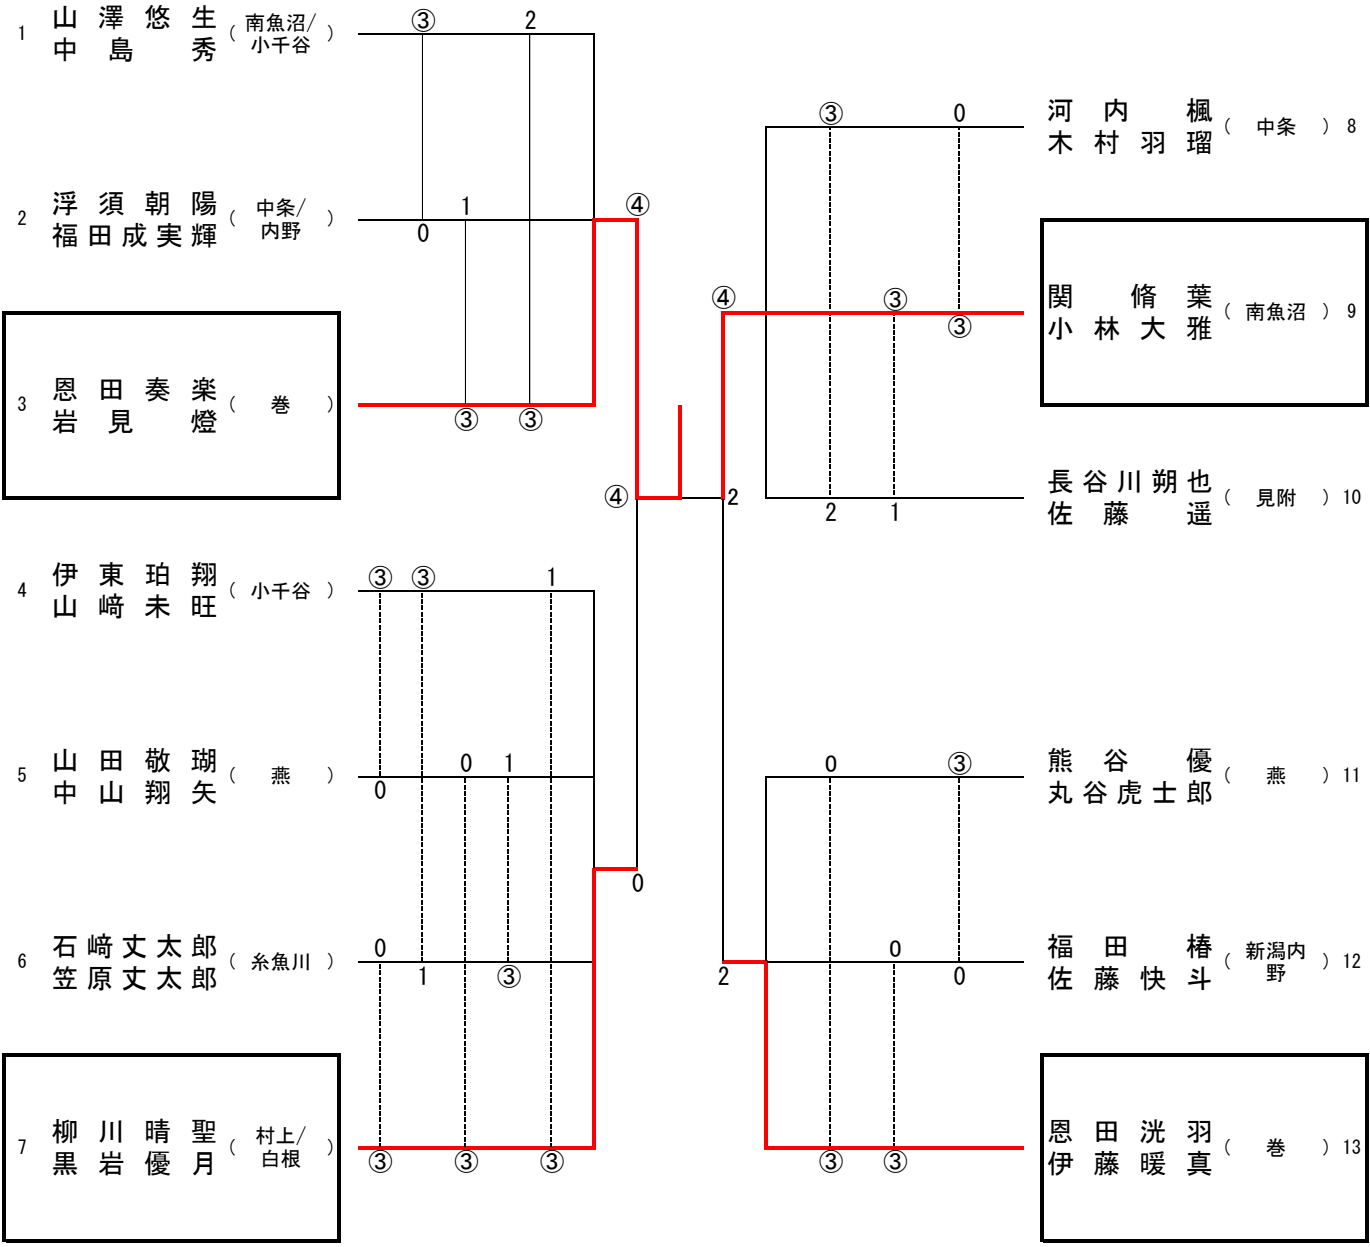 1 山澤悠生 中島秀 (南魚沼/小千谷)
③ 2
2 浮須朝陽 福田成実輝 (中条/内野)
0 1
3 恩田奏楽 岩見燈 (巻)
③ ③
④
④
4 伊東珀翔 山﨑未旺 (小千谷)
③ ③ 1
5 山田敬瑚 中山翔矢 (燕)
0 0 1
6 石﨑丈太郎 笠原丈太郎 (糸魚川)
0 1 ③
7 柳川晴聖 黒岩優月 (村上/白根)
③ ③ ③
0
③ 0
河内楓 木村羽瑠 (中条) 8
④ ③ ③
関脩葉 小林大雅 (南魚沼) 9
2 1
長谷川朔也 佐藤遥 (見附) 10
2
0 ③
熊谷優 丸谷虎士郎 (燕) 11
2 0 0
福田椿 佐藤快斗 (新潟内野) 12
③ ③
恩田洸羽 伊藤暖真 (巻) 13